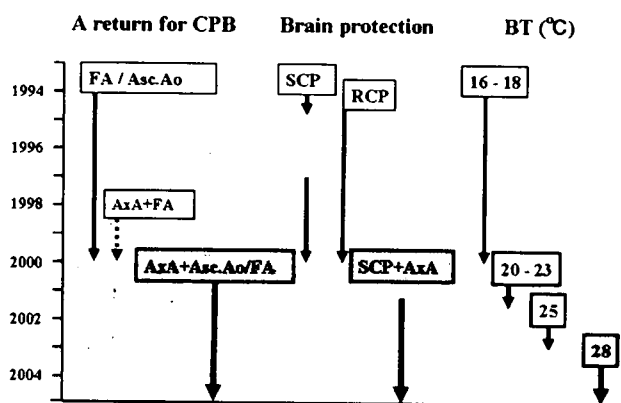 A return for CPB Brain protection BT (℃)
FA / Asc.Ao SCP RCP 16 - 18
1994
1996
AxA+FA
1998
2000
AxA+Asc.Ao/FA SCP+AxA 20 - 23
25
2002
28
2004